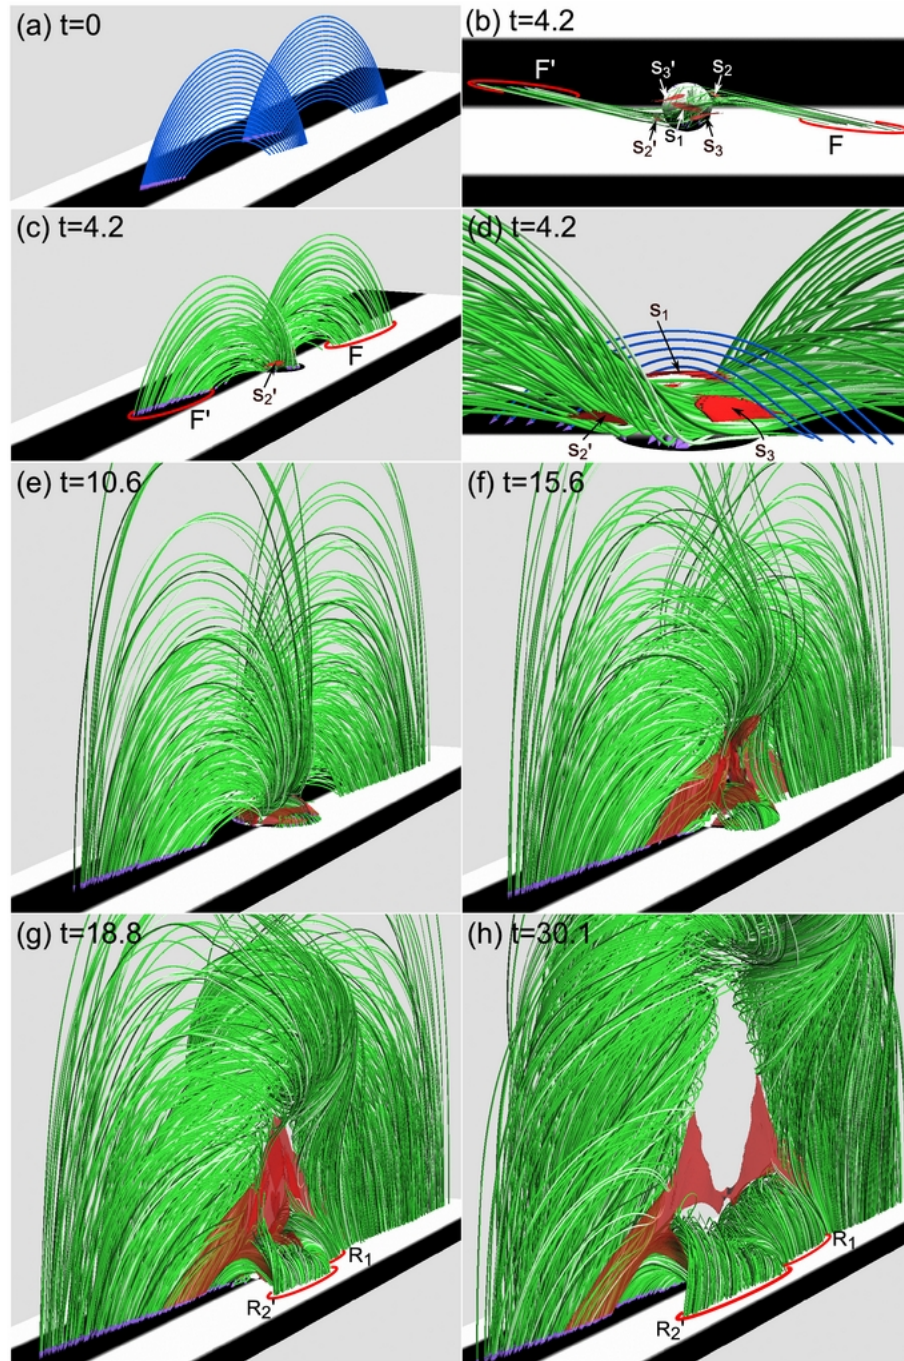 (a) t=0
(b) t=4.2
F'
s3'
s2
s2'
s1
s3
F
(c) t=4.2
F'
s2'
F
(d) t=4.2
s1
s2'
s3
(e) t=10.6
(f) t=15.6
(g) t=18.8
R1
R2'
(h) t=30.1
R1
R2'